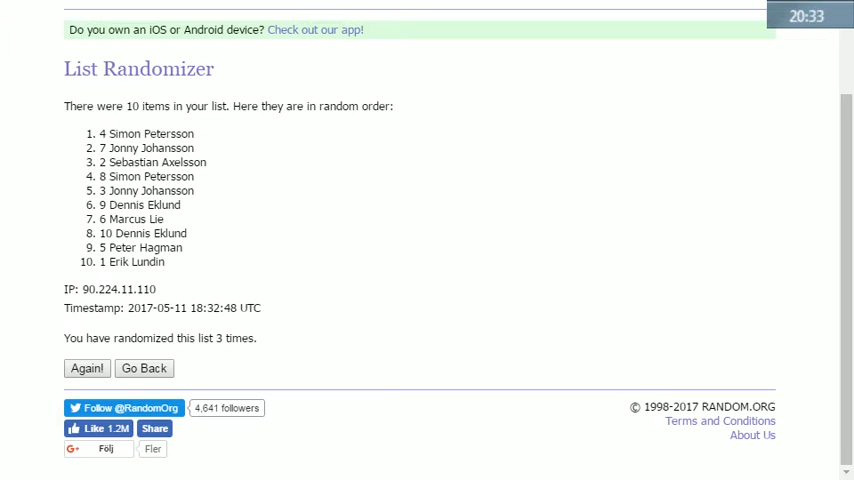 20:33
Do you own an iOS or Android device? Check out our app!
List Randomizer
There were 10 items in your list. Here they are in random order:
1. 4 Simon Petersson
2. 7 Jonny Johansson
3. 2 Sebastian Axelsson
4. 8 Simon Petersson
5. 3 Jonny Johansson
6. 9 Dennis Eklund
7. 6 Marcus Lie
8. 10 Dennis Eklund
9. 5 Peter Hagman
10. 1 Erik Lundin
IP: 90.224.11.110
Timestamp: 2017-05-11 18:32:48 UTC
You have randomized this list 3 times.
Again! Go Back
Follow @RandomOrg 4,641 followers
Like 1.2M Share
G+ Följ Fler
© 1998-2017 RANDOM.ORG
Terms and Conditions
About Us